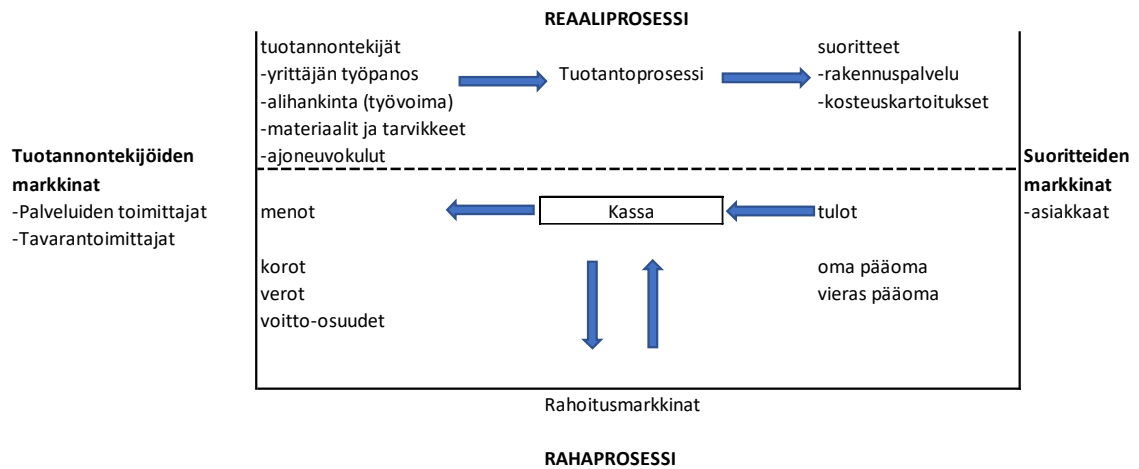 REAALIPROSESSI
tuotannontekijät
-yrittäjän työpanos
-alihankinta (työvoima)
-materiaalit ja tarvikkeet
-ajoneuvokulut
Tuotantoprosessi
suoritteet
-rakennuspalvelu
-kosteuskartoitukset
Tuotannontekijöiden
markkinat
-Palveluiden toimittajat
-Tavarantoimittajat
Suoritteiden
markkinat
-asiakkaat
menot
Kassa
tulot
korot
verot
voitto-osuudet
oma pääoma
vieras pääoma
Rahoitusmarkkinat
RAHAPROSESSI